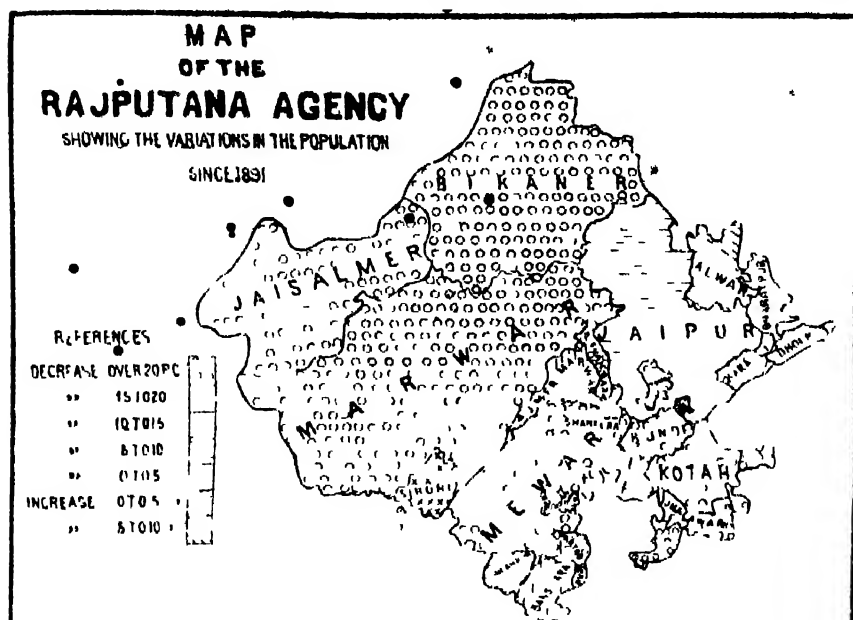 MAP
OF THE
RAJPUTANA AGENCY
SHOWING THE VARIATIONS IN THE POPULATION
SINCE 1891
BIKANER
JAISALMER
ALWAR
JAIPUR
MARWAR
MEWAR
KOTAH
REFERENCES
DECREASE OVER 20 PC
" 15 TO 20
" 10 TO 15
" 5 TO 10
" 0 TO 5
INCREASE 0 TO 5 "
" 5 TO 10 "